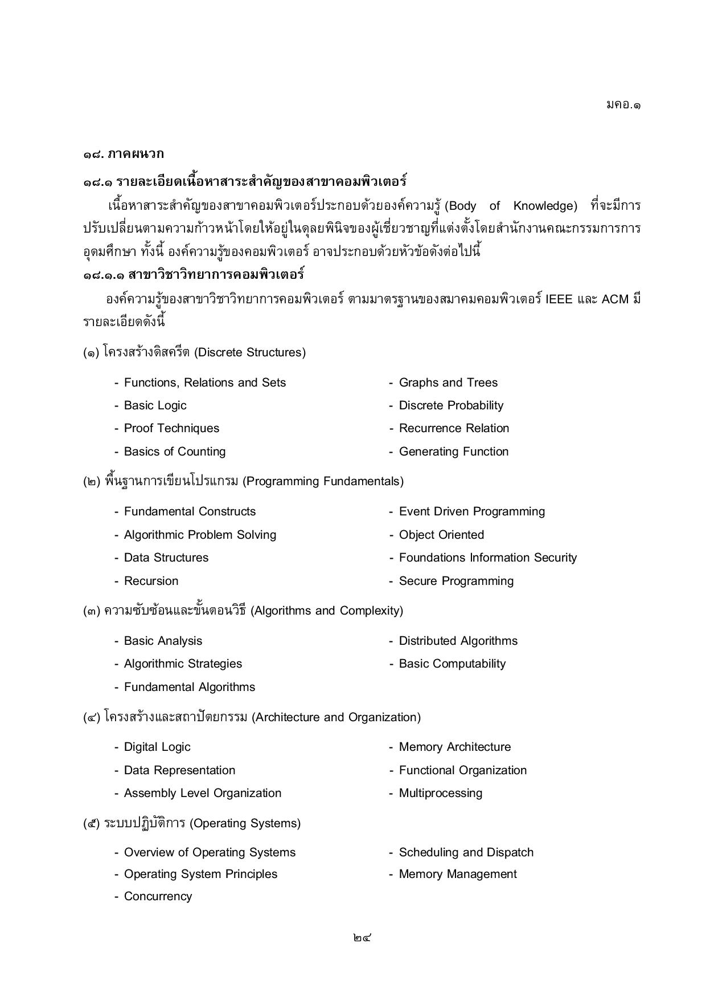 มคอ.๑
๑๘. ภาคผนวก
๑๘.๑ รายละเอียดเนื้อหาสาระสำคัญของสาขาคอมพิวเตอร์
เนื้อหาสาระสำคัญของสาขาคอมพิวเตอร์ประกอบด้วยองค์ความรู้ (Body of Knowledge) ที่จะมีการ
ปรับเปลี่ยนตามความก้าวหน้าโดยให้อยู่ในดุลยพินิจของผู้เชี่ยวชาญที่แต่งตั้งโดยสำนักงานคณะกรรมการการ
อุดมศึกษา ทั้งนี้ องค์ความรู้ของคอมพิวเตอร์ อาจประกอบด้วยหัวข้อดังต่อไปนี้
๑๘.๑.๑ สาขาวิชาวิทยาการคอมพิวเตอร์
องค์ความรู้ของสาขาวิชาวิทยาการคอมพิวเตอร์ ตามมาตรฐานของสมาคมคอมพิวเตอร์ IEEE และ ACM มี
รายละเอียดดังนี้
(๑) โครงสร้างดิสครีต (Discrete Structures)
- Functions, Relations and Sets - Graphs and Trees
- Basic Logic - Discrete Probability
- Proof Techniques - Recurrence Relation
- Basics of Counting - Generating Function
(๒) พื้นฐานการเขียนโปรแกรม (Programming Fundamentals)
- Fundamental Constructs - Event Driven Programming
- Algorithmic Problem Solving - Object Oriented
- Data Structures - Foundations Information Security
- Recursion - Secure Programming
(๓) ความซับซ้อนและขั้นตอนวิธี (Algorithms and Complexity)
- Basic Analysis - Distributed Algorithms
- Algorithmic Strategies - Basic Computability
- Fundamental Algorithms
(๔) โครงสร้างและสถาปัตยกรรม (Architecture and Organization)
- Digital Logic - Memory Architecture
- Data Representation - Functional Organization
- Assembly Level Organization - Multiprocessing
(๕) ระบบปฏิบัติการ (Operating Systems)
- Overview of Operating Systems - Scheduling and Dispatch
- Operating System Principles - Memory Management
- Concurrency
๒๔